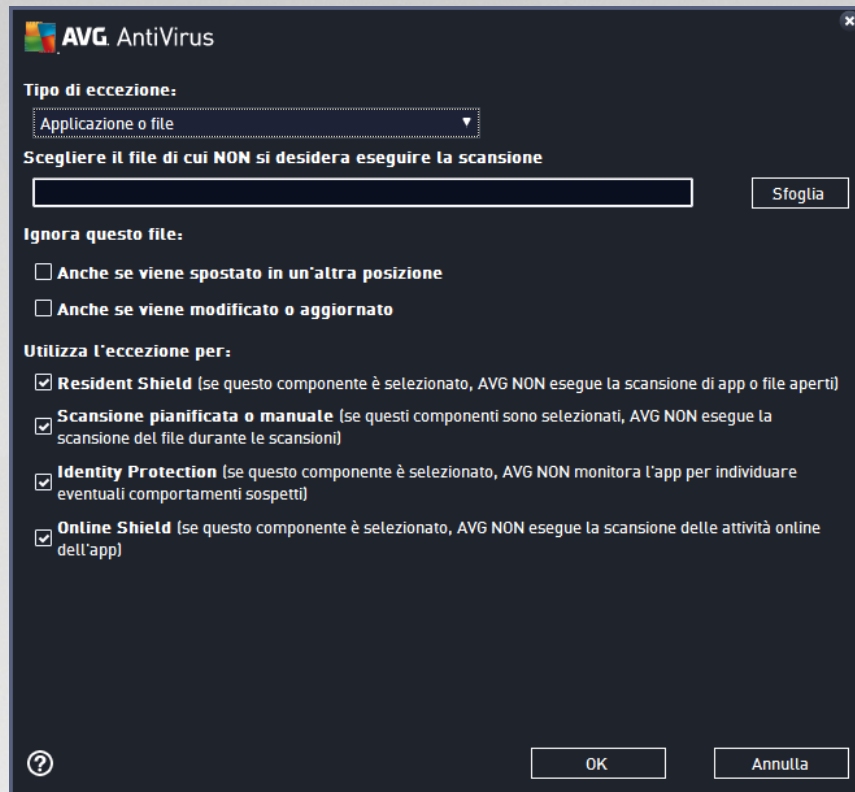 AVG. AntiVirus
Tipo di eccezione:
Applicazione o file
Scegliere il file di cui NON si desidera eseguire la scansione
Sfoglia
Ignora questo file:
Anche se viene spostato in un'altra posizione
Anche se viene modificato o aggiornato
Utilizza l'eccezione per:
Resident Shield (se questo componente è selezionato, AVG NON esegue la scansione di app o file aperti)
Scansione pianificata o manuale (se questi componenti sono selezionati, AVG NON esegue la
scansione del file durante le scansioni)
Identity Protection (se questo componente è selezionato, AVG NON monitora l'app per individuare
eventuali comportamenti sospetti)
Online Shield (se questo componente è selezionato, AVG NON esegue la scansione delle attività online
dell'app)
?
OK
Annulla